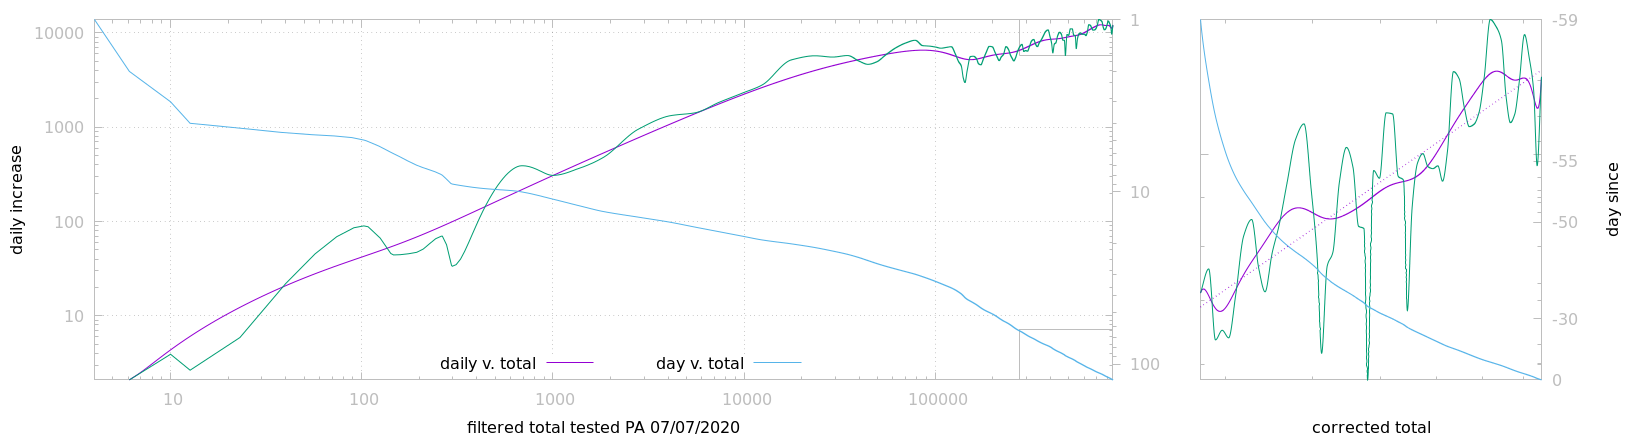 daily increase
10000
1000
100
10
10
100
1000
10000
100000
1
10
100
daily v. total
day v. total
filtered total tested PA 07/07/2020
-59
-55
-50
-30
0
day since
corrected total